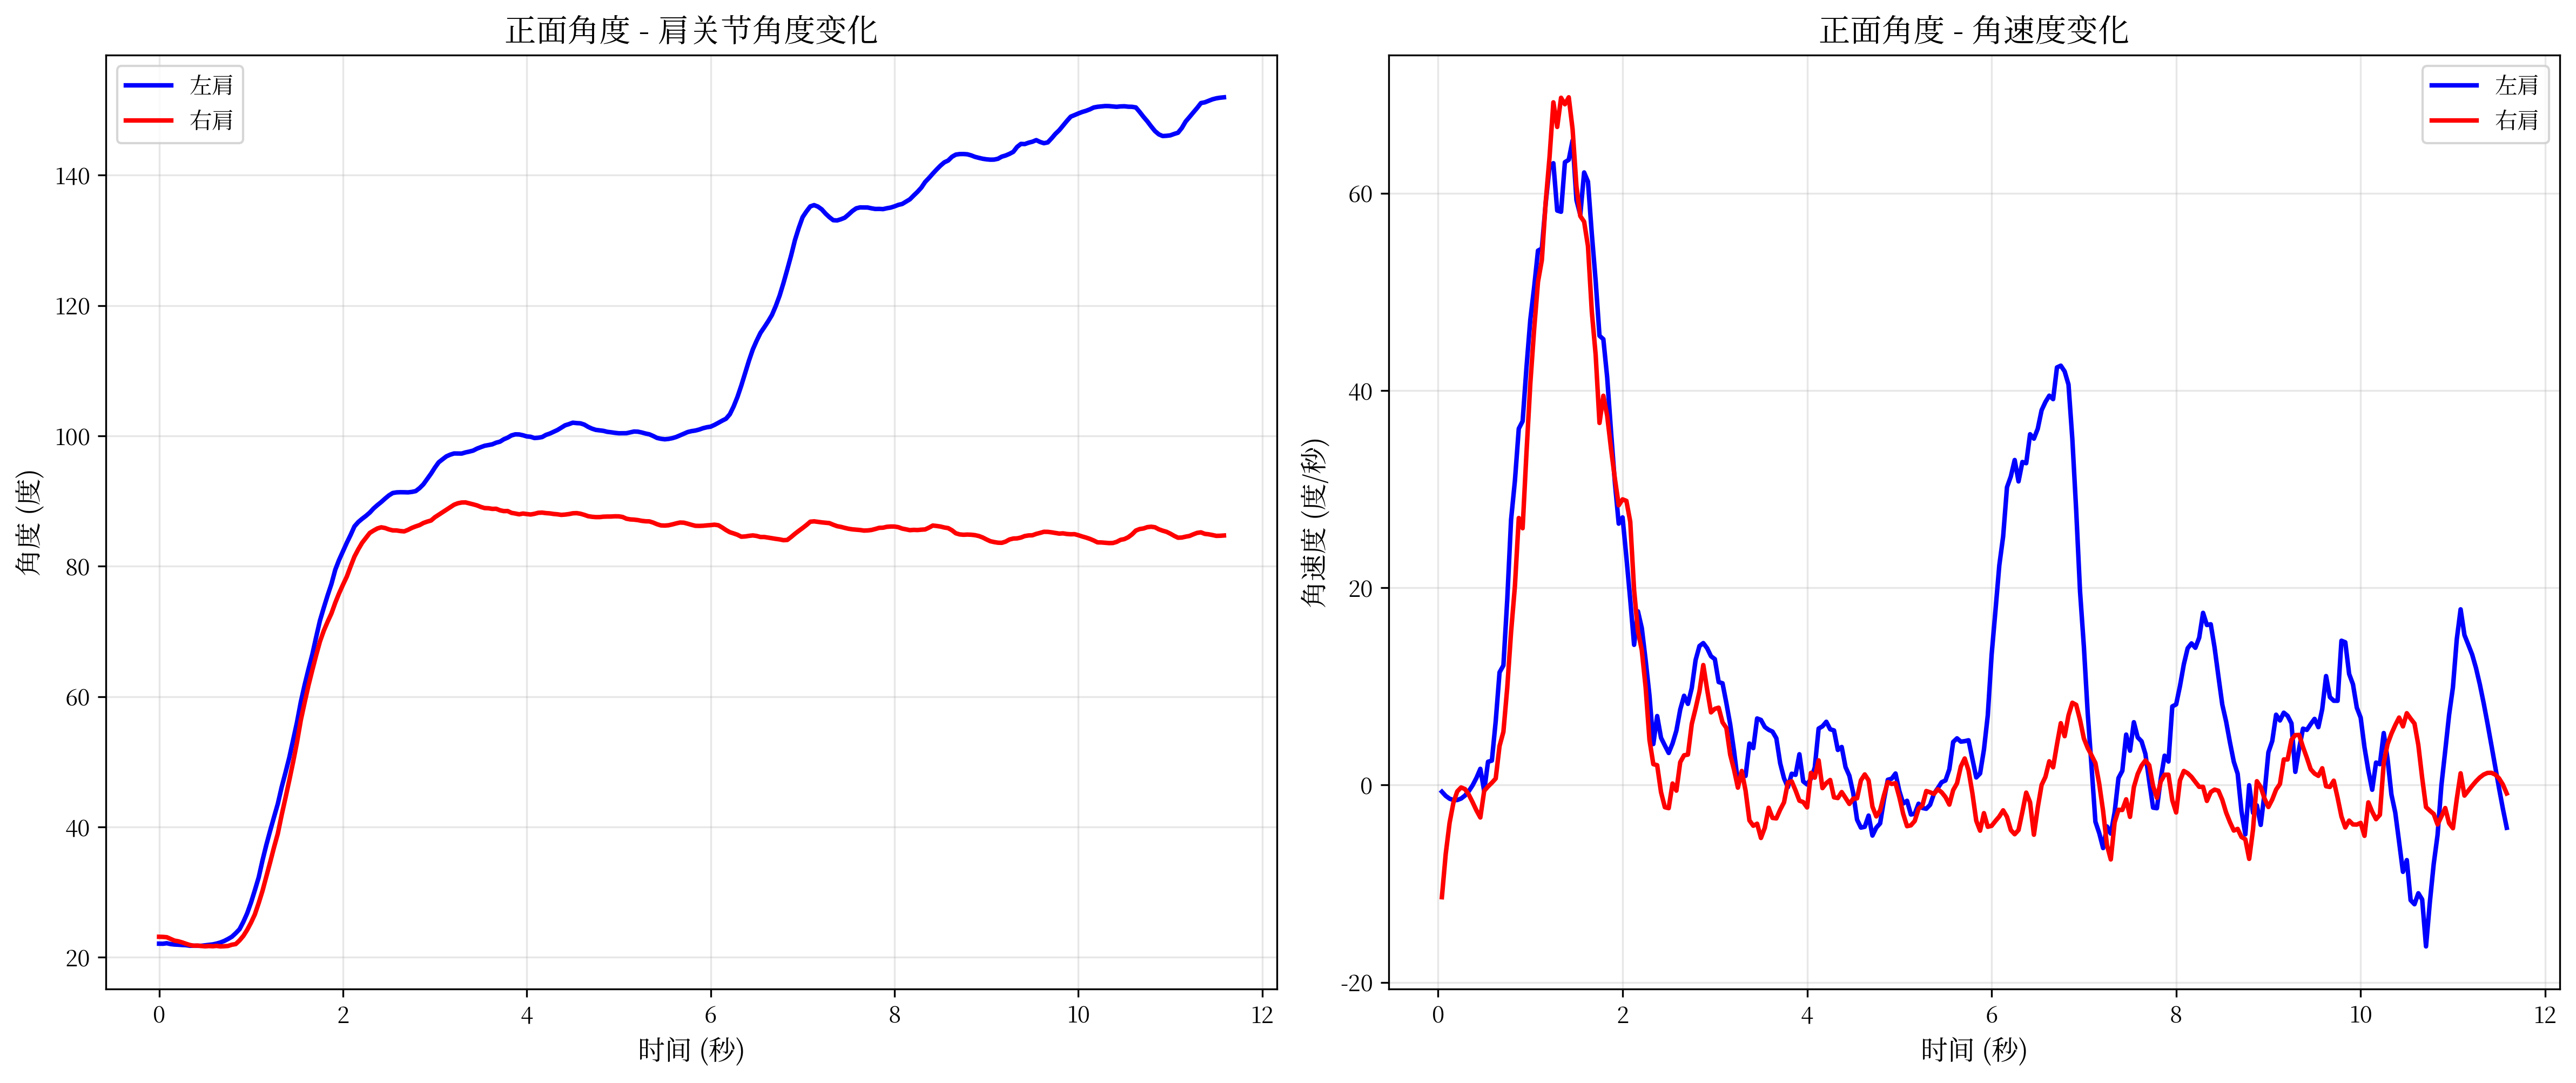 正面角度 - 肩关节角度变化
左肩
右肩
角度 (度)
140
120
100
80
60
40
20
0 2 4 6 8 10 12
时间 (秒)
正面角度 - 角速度变化
左肩
右肩
角速度 (度/秒)
60
40
20
0
-20
0 2 4 6 8 10 12
时间 (秒)